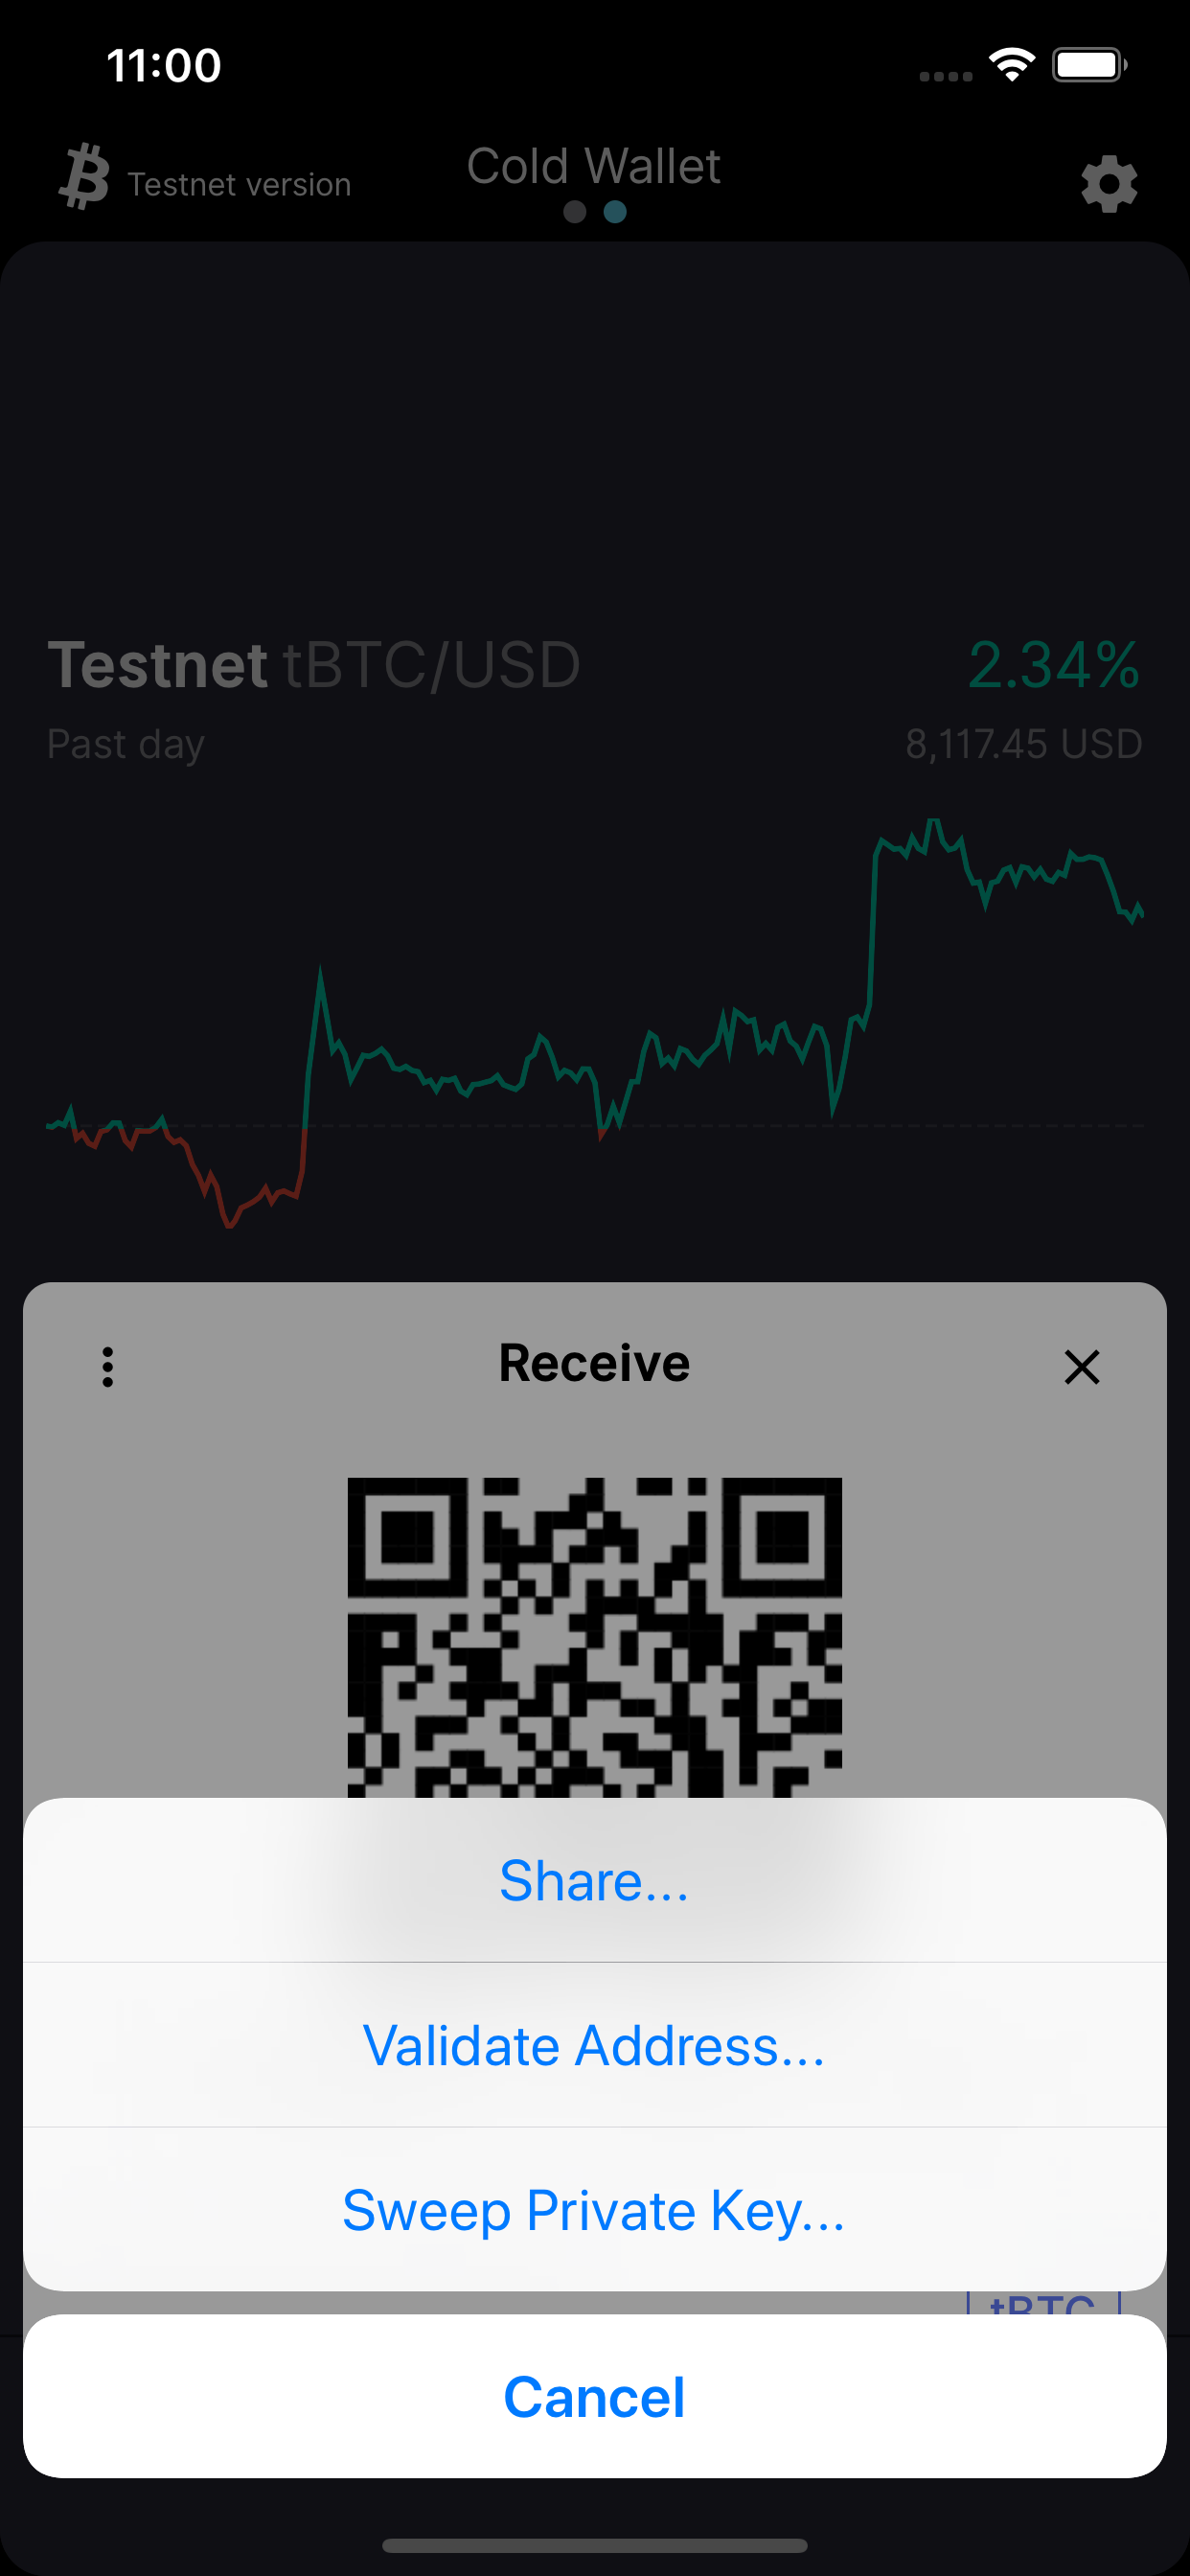 11:00
Testnet version
Cold Wallet
Testnet tBTC/USD
2.34%
Past day
8,117.45 USD
Receive
Share...
Validate Address...
Sweep Private Key...
tBTC
Cancel